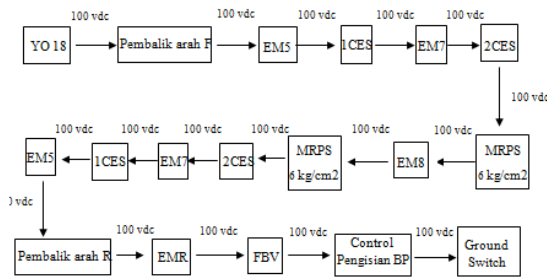 100 vdc 100 vdc 100 vdc 100 vdc 100 vdc
YO 18 Pembalik arah F EM5 1CES EM7 2CES
100 vdc
100 vdc 100 vdc 100 vdc 100 vdc 100 vdc 100 vdc
EM5 1CES EM7 2CES MRPS EM8 MRPS
6 kg/cm2 6 kg/cm2
) vdc
100 vdc 100 vdc 100 vdc 100 vdc
Pembalik arah R EMR FBV Control Ground
Pengisian BP Switch